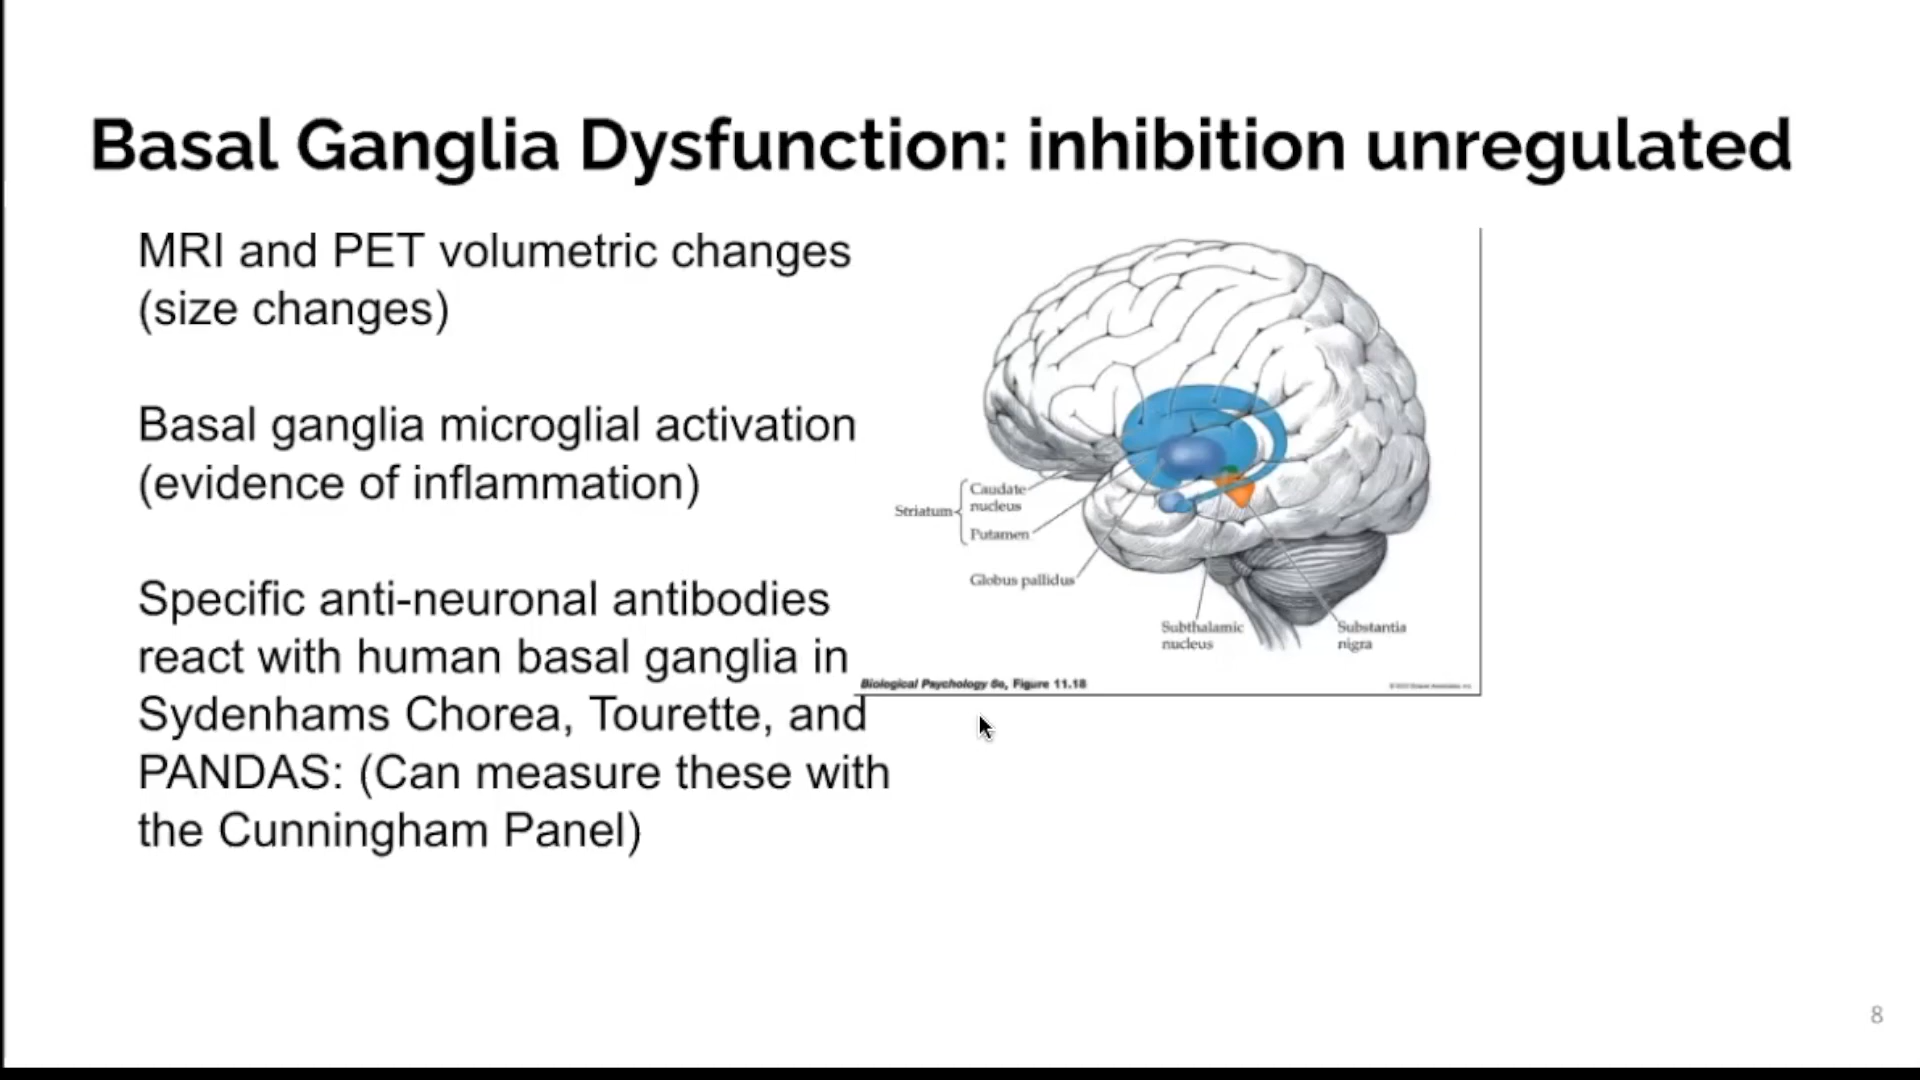 Basal Ganglia Dysfunction: inhibition unregulated
MRI and PET volumetric changes
(size changes)
Basal ganglia microglial activation
(evidence of inflammation)
Specific anti-neuronal antibodies
react with human basal ganglia in
Sydenhams Chorea, Tourette, and
PANDAS: (Can measure these with
the Cunningham Panel)
Striatum
Caudate
nucleus
Putamen
Globus pallidus
Subthalamic
nucleus
Substantia
nigra
Biological Psychology 6e, Figure 11.18
8